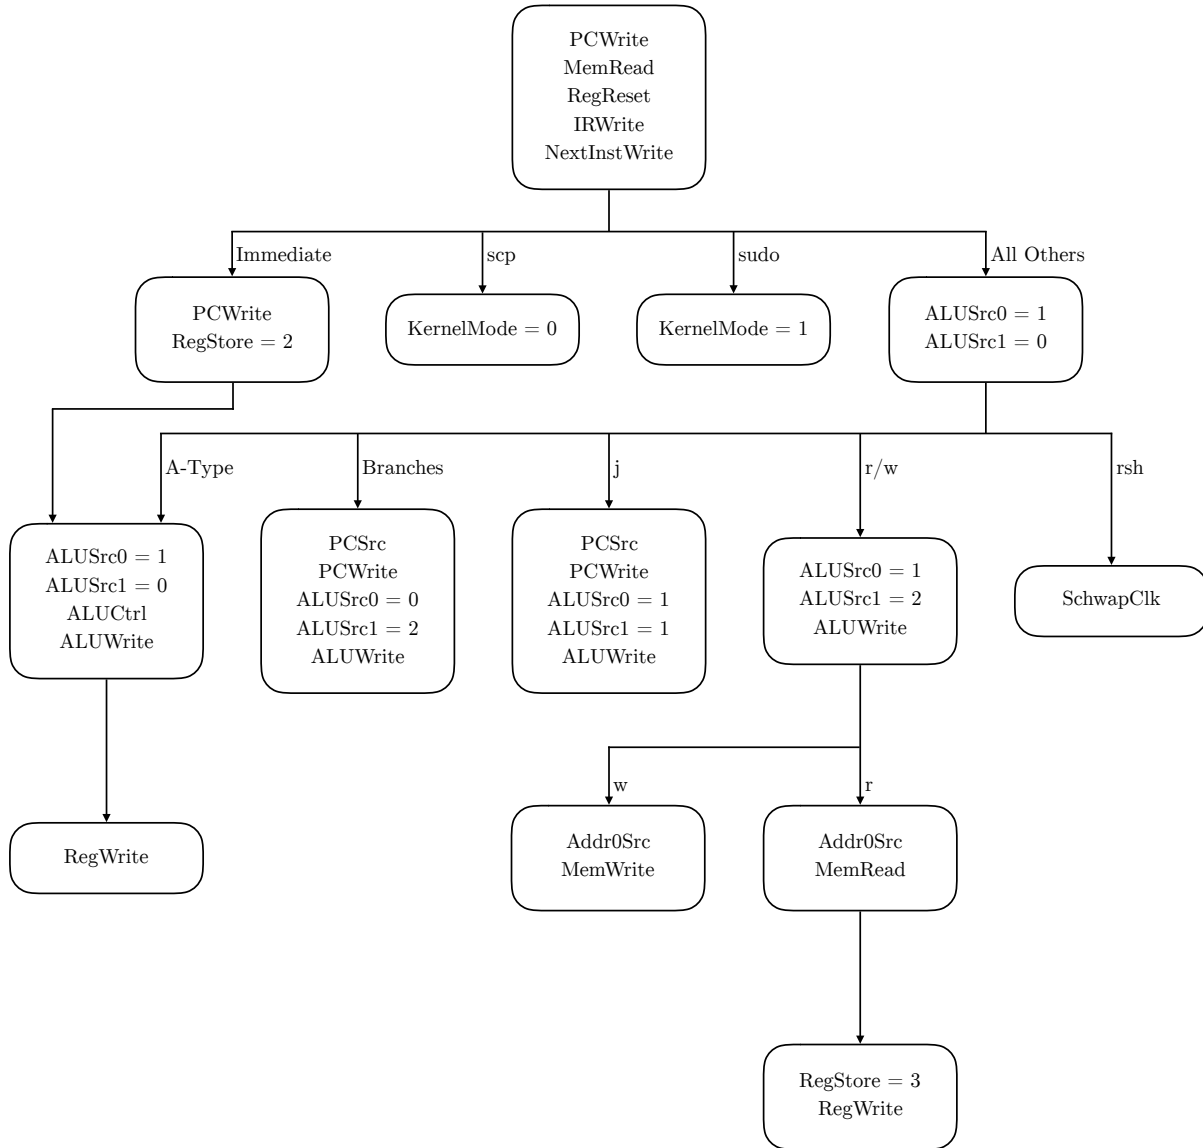 PCWrite
MemRead
RegReset
IRWrite
NextInstWrite
Immediate
scp
sudo
All Others
PCWrite
RegStore = 2
KernelMode = 0
KernelMode = 1
ALUSrc0 = 1
ALUSrc1 = 0
A-Type
Branches
j
r/w
rsh
ALUSrc0 = 1
ALUSrc1 = 0
ALUCtrl
ALUWrite
PCSrc
PCWrite
ALUSrc0 = 0
ALUSrc1 = 2
ALUWrite
PCSrc
PCWrite
ALUSrc0 = 1
ALUSrc1 = 1
ALUWrite
ALUSrc0 = 1
ALUSrc1 = 2
ALUWrite
SchwapClk
w
r
RegWrite
Addr0Src
MemWrite
Addr0Src
MemRead
RegStore = 3
RegWrite